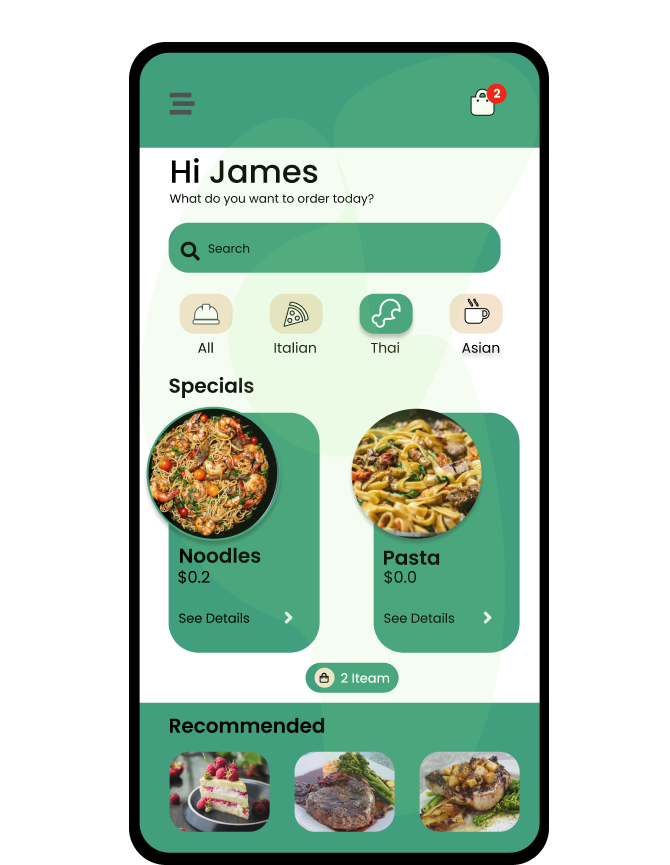 2
Hi James
What do you want to order today?
Search
All
Italian
Thai
Asian
Specials
Noodles
$0.2
See Details
Pasta
$0.0
See Details
2 Iteam
Recommended